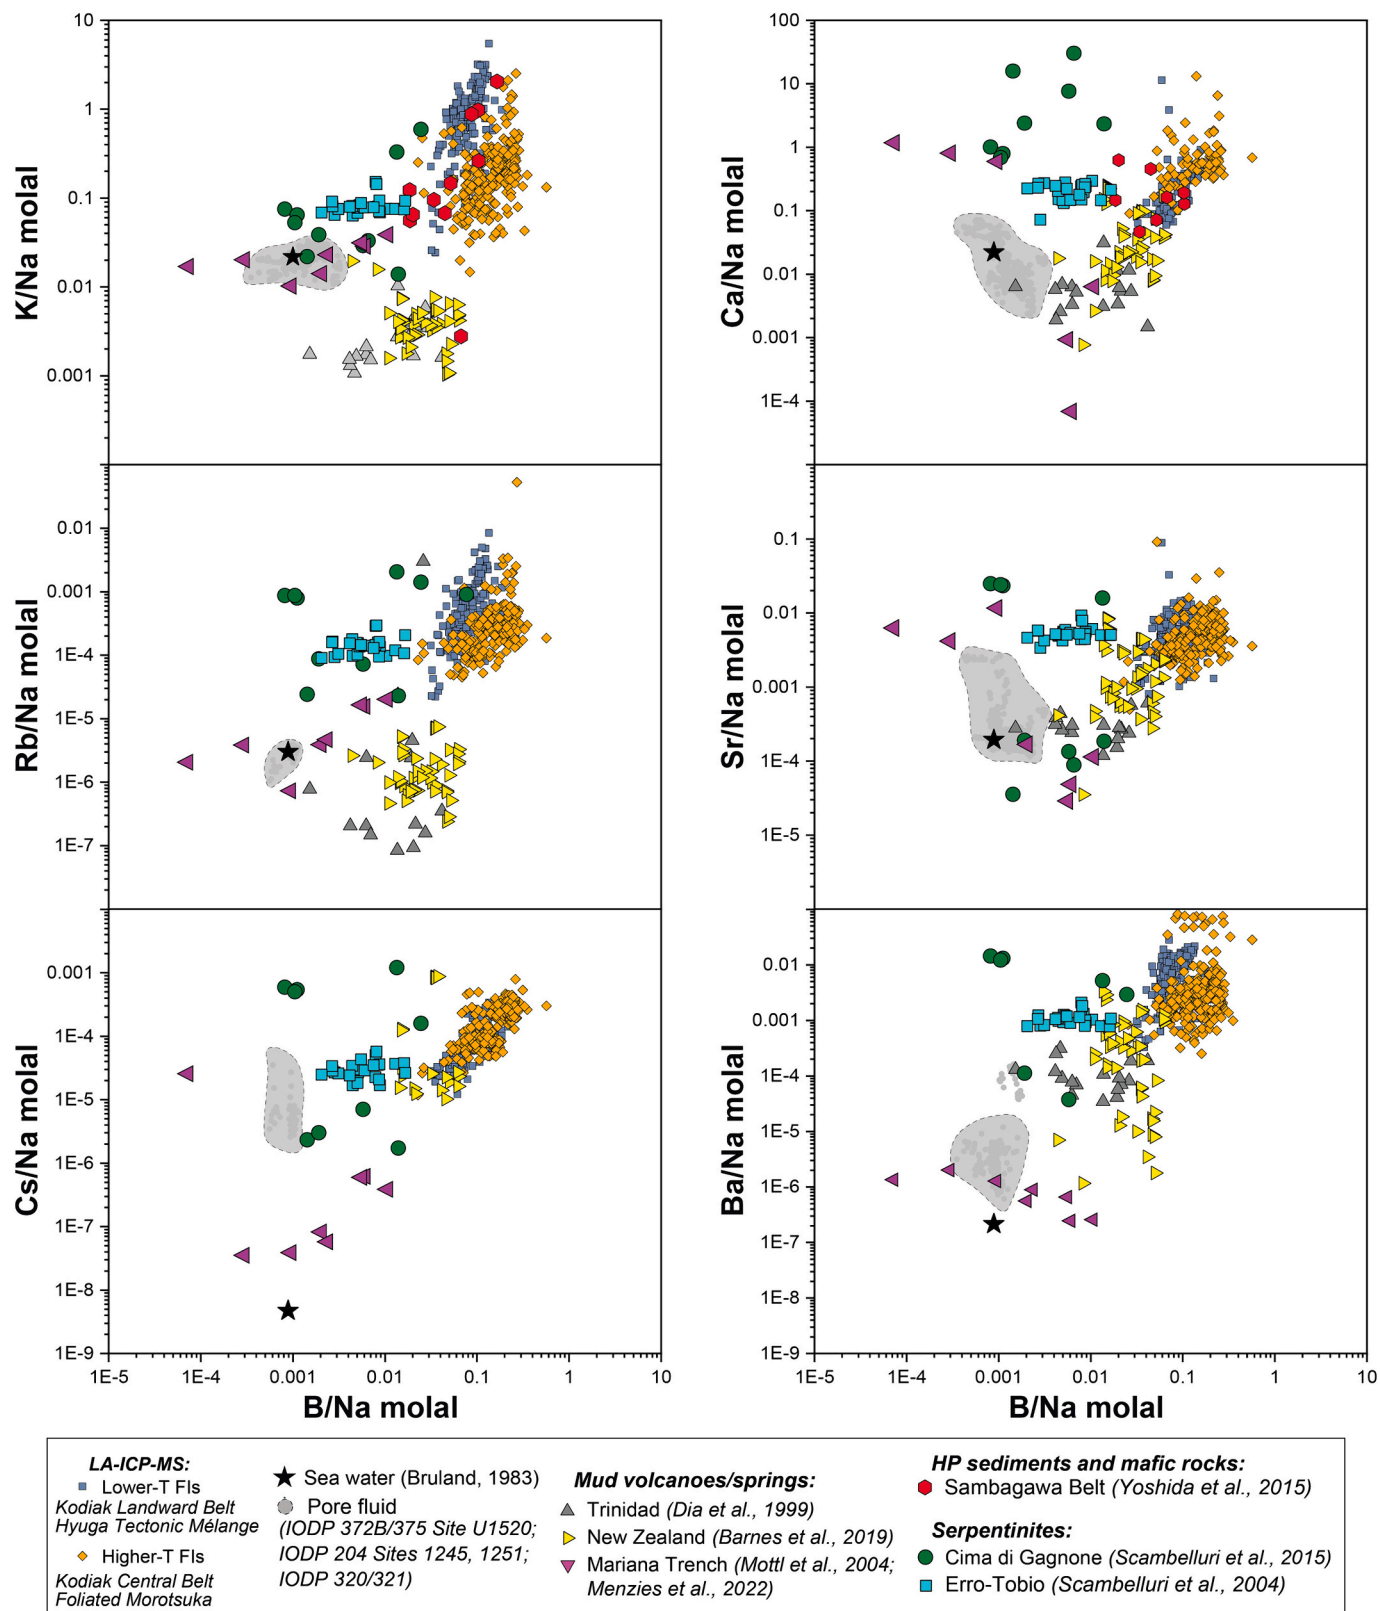 10
1
0.1
0.01
0.001
K/Na molal
100
10
1
0.1
0.01
0.001
1E-4
Ca/Na molal
0.01
0.001
1E-4
1E-5
1E-6
1E-7
Rb/Na molal
0.1
0.01
0.001
1E-4
1E-5
Sr/Na molal
0.001
1E-4
1E-5
1E-6
1E-7
1E-8
1E-9
Cs/Na molal
1E-5 1E-4 0.001 0.01 0.1 1 10
B/Na molal
0.01
0.001
1E-4
1E-5
1E-6
1E-7
1E-8
1E-9
Ba/Na molal
1E-5 1E-4 0.001 0.01 0.1 1 10
B/Na molal
LA-ICP-MS:
Lower-T FIs
Kodiak Landward Belt
Hyuga Tectonic Mélange
Higher-T FIs
Kodiak Central Belt
Foliated Morotsuka
Sea water (Bruland, 1983)
Pore fluid
(IODP 372B/375 Site U1520;
IODP 204 Sites 1245, 1251;
IODP 320/321)
Mud volcanoes/springs:
Trinidad (Dia et al., 1999)
New Zealand (Barnes et al., 2019)
Mariana Trench (Mottl et al., 2004;
Menzies et al., 2022)
HP sediments and mafic rocks:
Sambagawa Belt (Yoshida et al., 2015)
Serpentinites:
Cima di Gagnone (Scambelluri et al., 2015)
Erro-Tobio (Scambelluri et al., 2004)